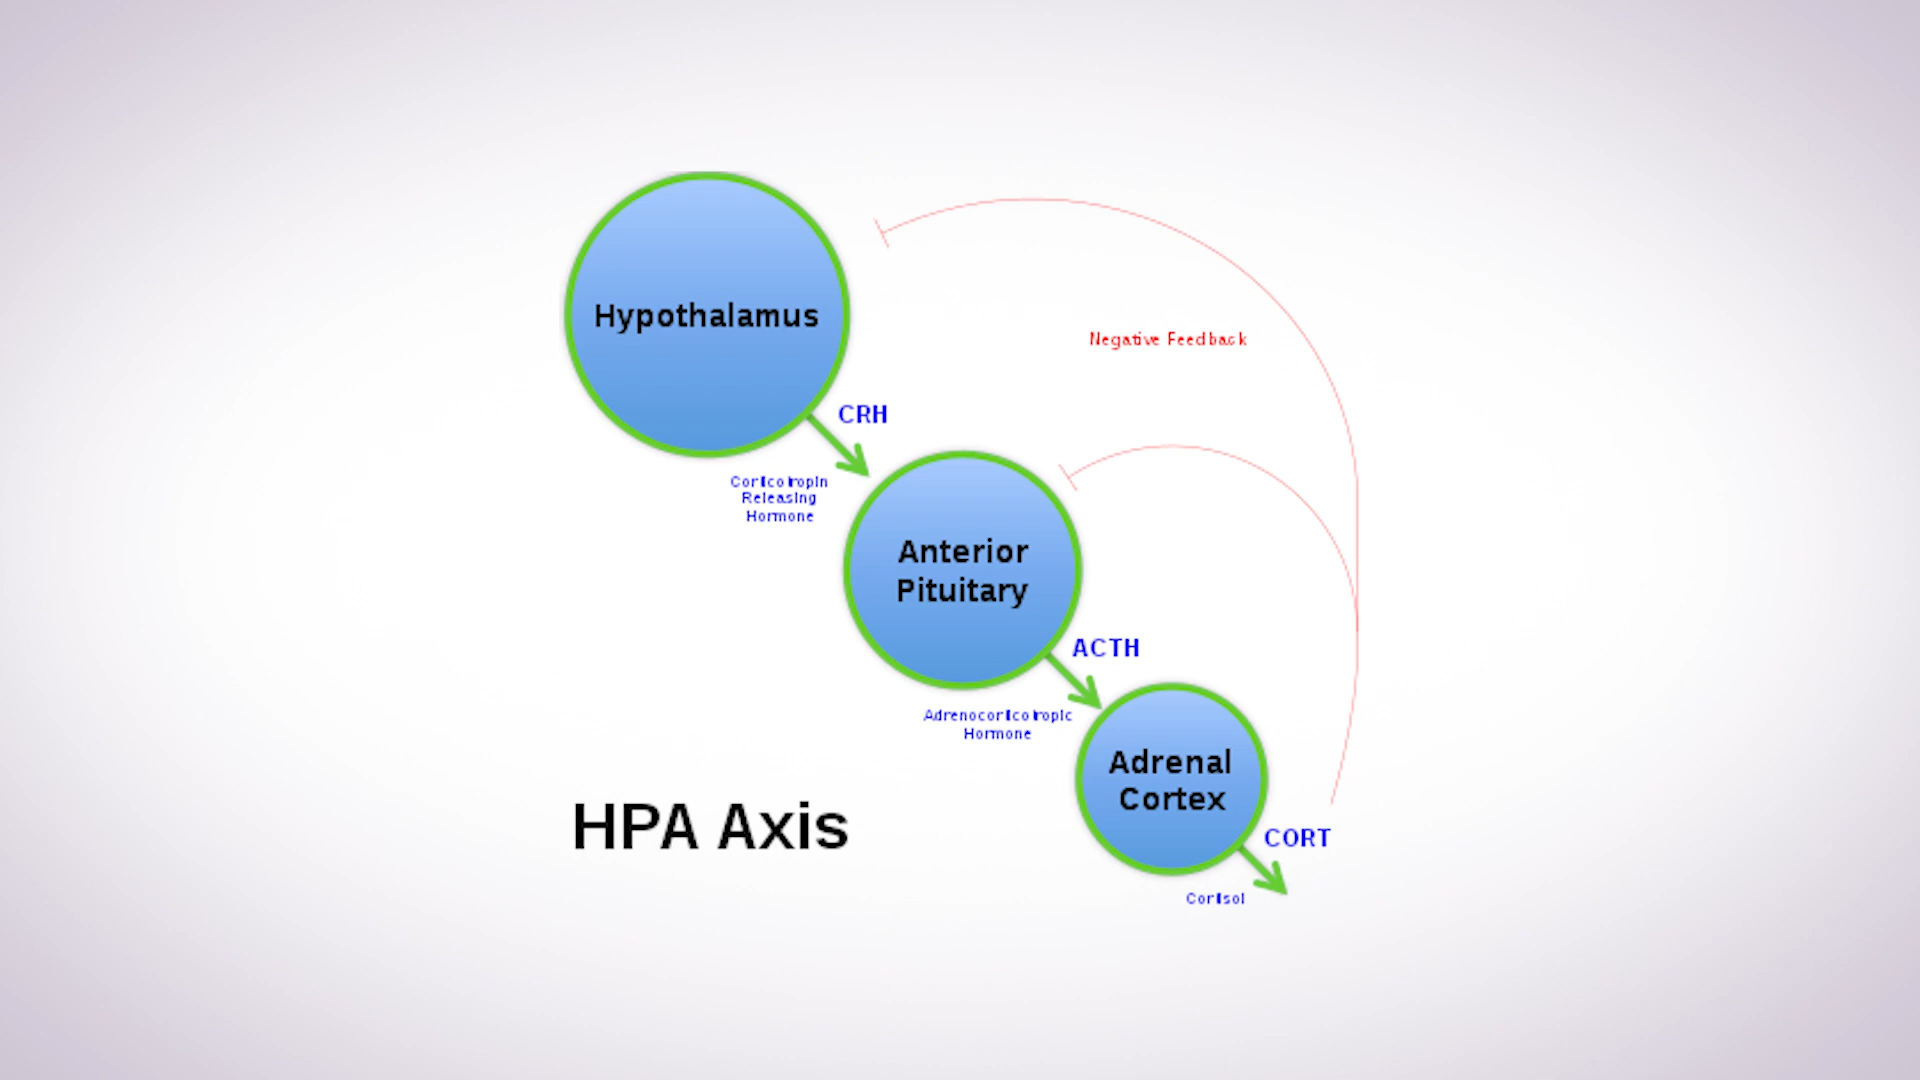 Hypothalamus
Negative Feedback
CRH
Corticotropin
Releasing
Hormone
Anterior
Pituitary
ACTH
Adrenocorticotropic
Hormone
Adrenal
Cortex
HPA Axis
CORT
Cortisol